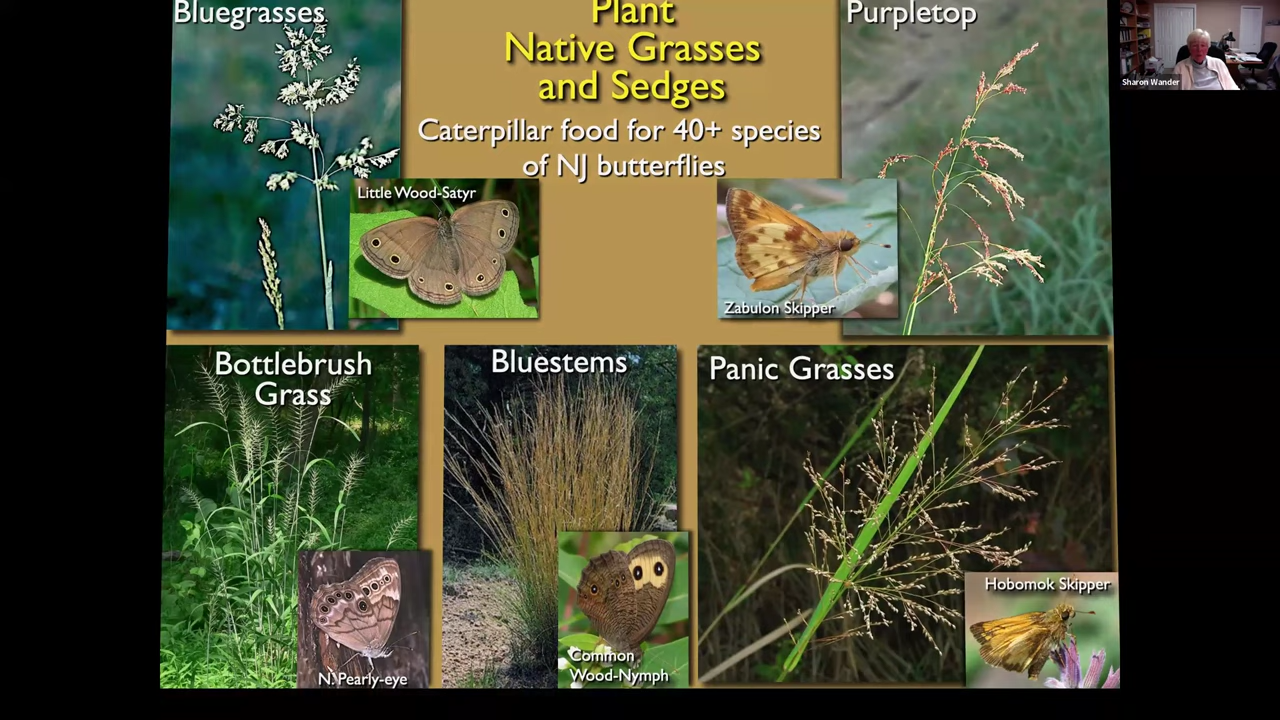 Bluegrasses
Plant
Native Grasses
and Sedges
Caterpillar food for 40+ species
of NJ butterflies
Purpletop
Sharon Wander
Little Wood-Satyr
Zabulon Skipper
Bottlebrush
Grass
Bluestems
Panic Grasses
N. Pearly-eye
Common
Wood-Nymph
Hobomok Skipper